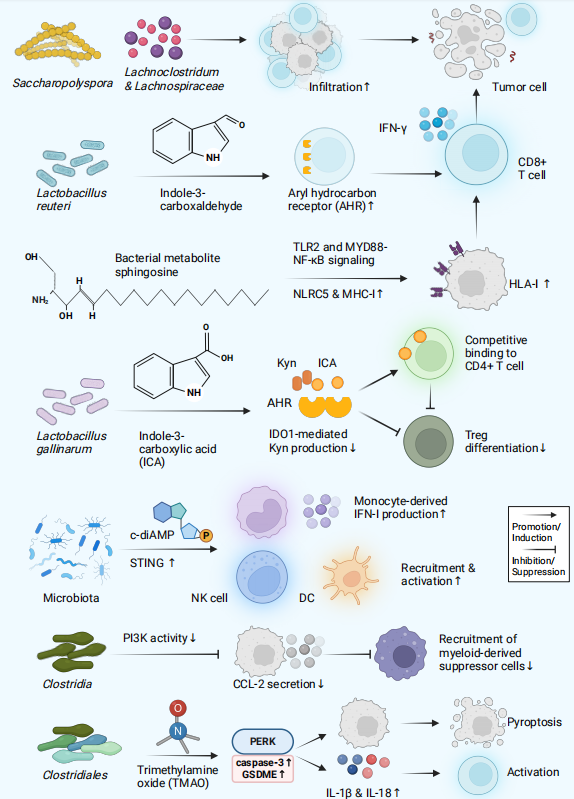 Saccharopolyspora
Lachnoclostridum
& Lachnospiraceae
Infiltration↑
Tumor cell
IFN-γ
CD8+
T cell
Lactobacillus
reuteri
O
NH
Indole-3-
carboxaldehyde
Aryl hydrocarbon
receptor (AHR)↑
Bacterial metabolite
sphingosine
OH
NH₂
OH
H
H
TLR2 and MYD88-
NF-κB signaling
NLRC5 & MHC-I↑
HLA-I ↑
Lactobacillus
gallinarum
O
OH
NH
Indole-3-
carboxylic acid
(ICA)
Kyn
ICA
AHR
IDO1-mediated
Kyn production↓
Competitive
binding to
CD4+ T cell
Treg
differentiation↓
Microbiota
c-diAMP
P
STING ↑
Monocyte-derived
IFN-I production↑
NK cell
DC
Recruitment &
activation↑
Promotion/
Induction
Inhibition/
Suppression
Clostridia
PI3K activity↓
CCL-2 secretion↓
Recruitment of
myeloid-derived
suppressor cells↓
Clostridiales
O
N
Trimethylamine
oxide (TMAO)
PERK
caspase-3↑
GSDME↑
Pyroptosis
IL-1β & IL-18↑
Activation